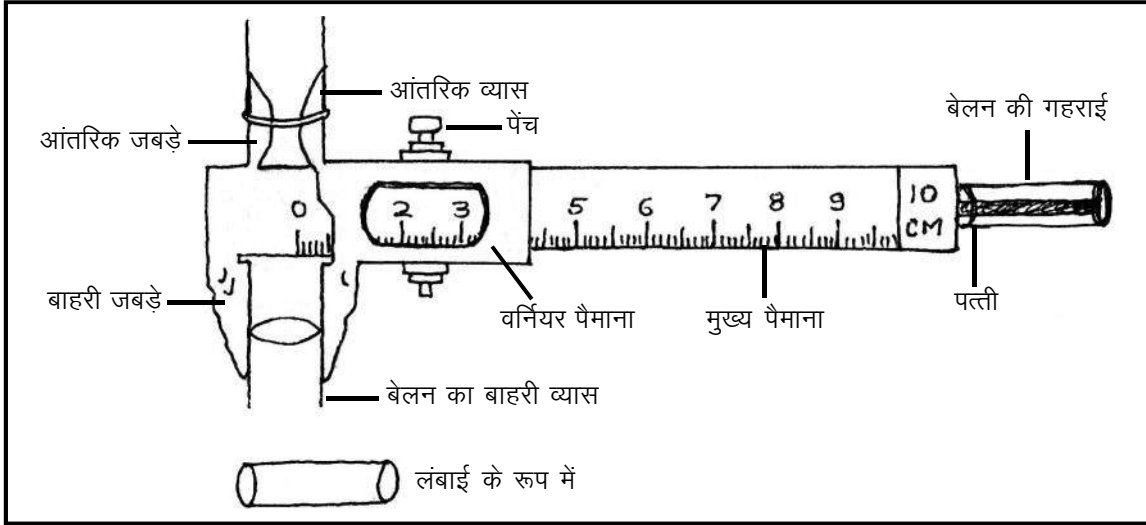 आंतरिक व्यास
पेंच
बेलन की गहराई
आंतरिक जबड़े
0
2 3
5 6 7 8 9
10
CM
बाहरी जबड़े
वर्नियर पैमाना
मुख्य पैमाना
पत्ती
बेलन का बाहरी व्यास
लंबाई के रूप में